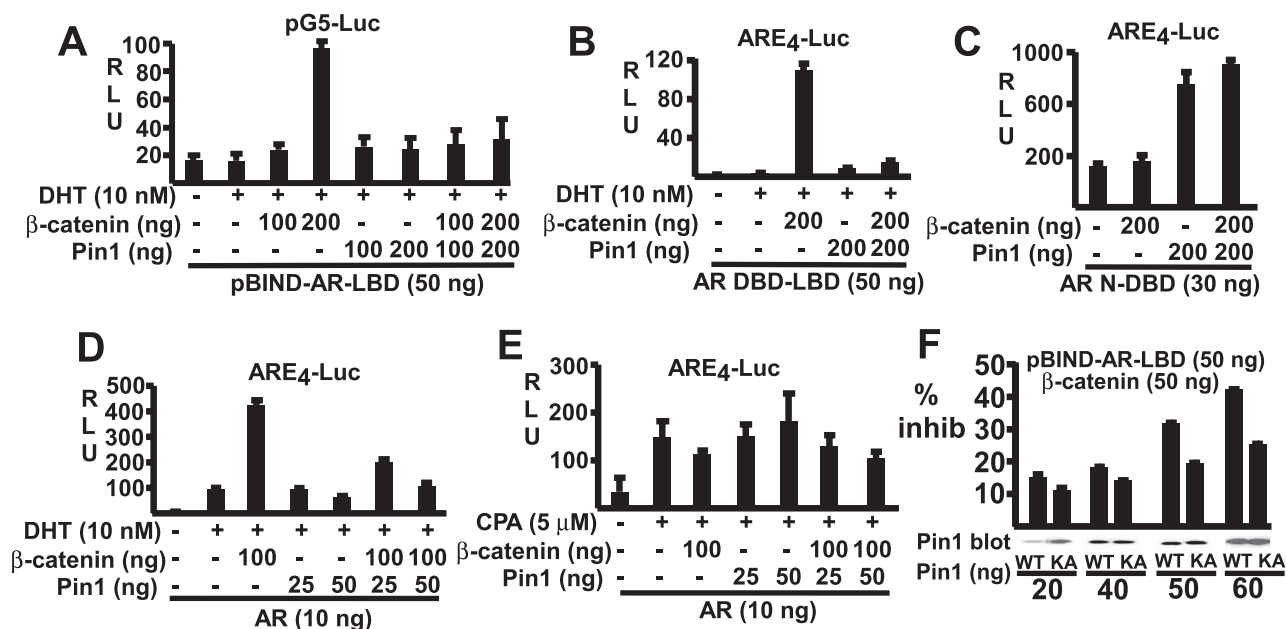 A
pG5-Luc
RLU
100
80
60
40
20
DHT (10 nM) - + + + + + + +
β-catenin (ng) - - 100 200 - - 100 200
Pin1 (ng) - - - - 100 200 100 200
pBIND-AR-LBD (50 ng)
B
ARE4-Luc
RLU
120
80
40
DHT (10 nM) - + + + +
β-catenin (ng) - - 200 - 200
Pin1 (ng) - - - 200 200
AR DBD-LBD (50 ng)
C
ARE4-Luc
RLU
1000
600
200
β-catenin (ng) - 200 - 200
Pin1 (ng) - - 200 200
AR N-DBD (30 ng)
D
ARE4-Luc
RLU
500
400
300
200
100
DHT (10 nM) - + + + + + +
β-catenin (ng) - - 100 - - 100 100
Pin1 (ng) - - - 25 50 25 50
AR (10 ng)
E
ARE4-Luc
RLU
300
200
100
CPA (5 μM) - + + + + + +
β-catenin (ng) - - 100 - - 100 100
Pin1 (ng) - - - 25 50 25 50
AR (10 ng)
F
pBIND-AR-LBD (50 ng)
β-catenin (50 ng)
% inhib
50
40
30
20
10
Pin1 blot
WT KA WT KA WT KA WT KA
Pin1 (ng)
20 40 50 60